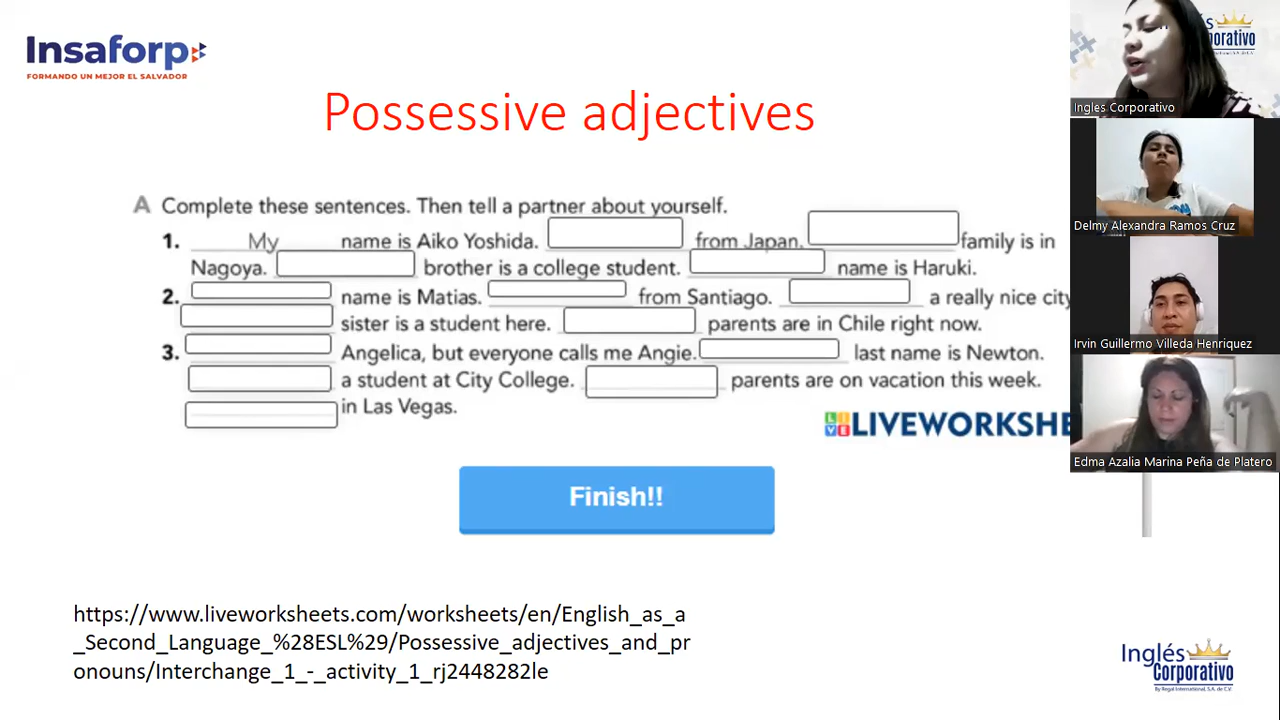 Insaforp
FORMANDO UN MEJOR EL SALVADOR
Possessive adjectives
A Complete these sentences. Then tell a partner about yourself.
1. My name is Aiko Yoshida. from Japan. family is in
Nagoya. brother is a college student. name is Haruki.
2. name is Matias. from Santiago. a really nice city
sister is a student here. parents are in Chile right now.
3. Angelica, but everyone calls me Angie. last name is Newton.
a student at City College. parents are on vacation this week.
in Las Vegas.
LIVE LIVEWORKSHE
Finish!!
https://www.liveworksheets.com/worksheets/en/English_as_a
_Second_Language_%28ESL%29/Possessive_adjectives_and_pr
onouns/Interchange_1_-_activity_1_rj2448282le
Ingles Corporativo
Delmy Alexandra Ramos Cruz
Irvin Guillermo Villeda Henriquez
Edma Azalia Marina Peña de Platero
Inglés
Corporativo
By Regal International, S.A. de C.V.